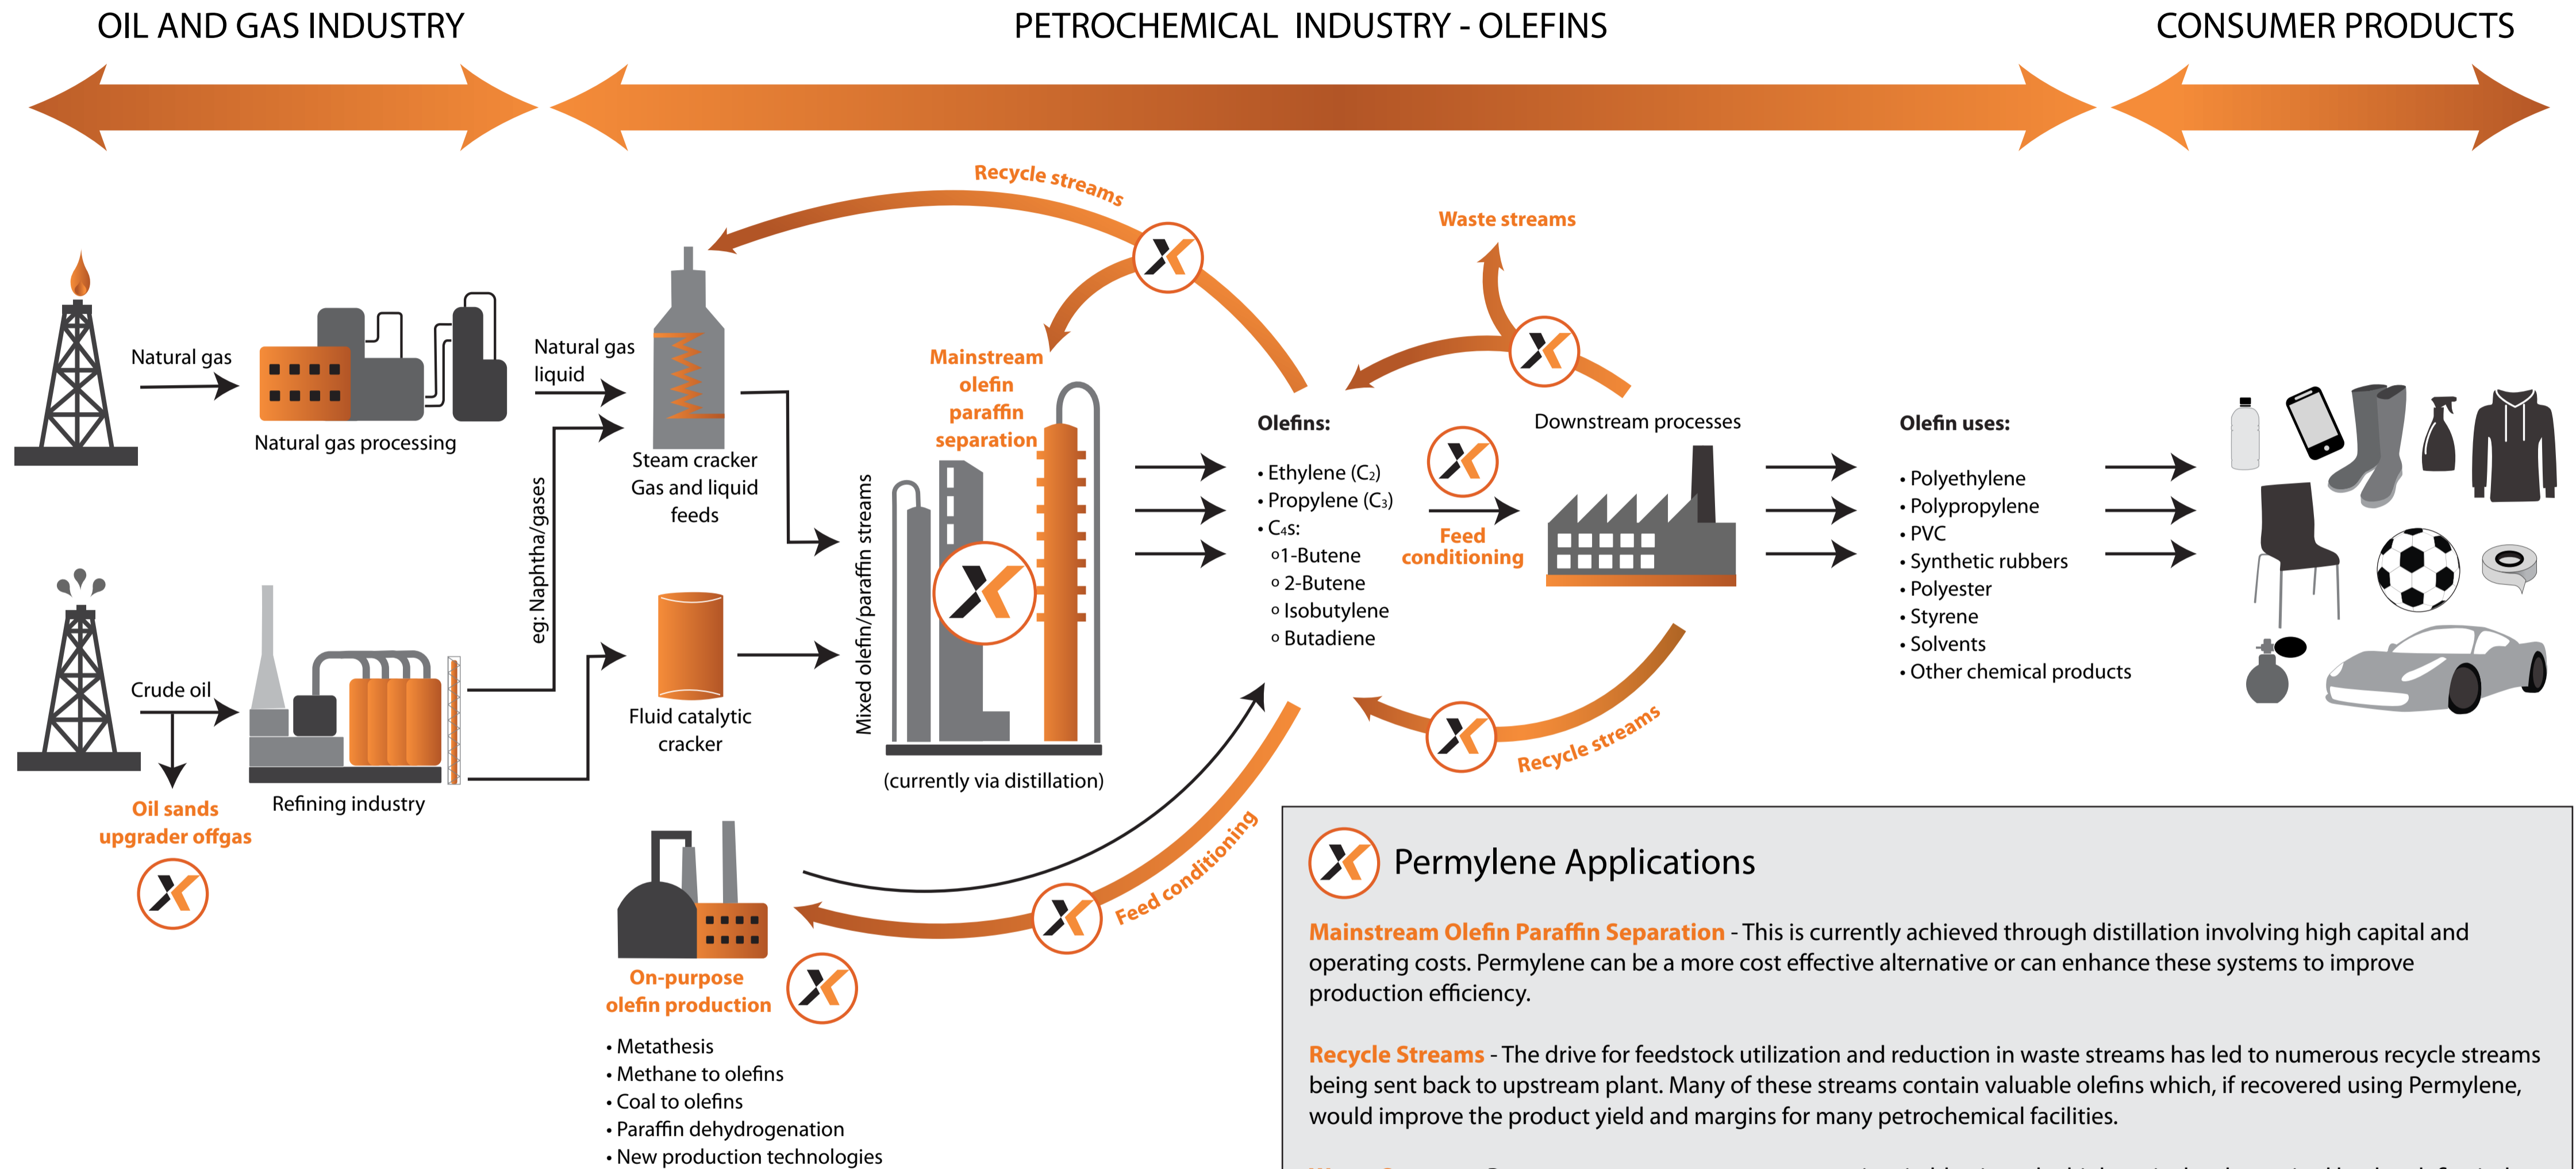 OIL AND GAS INDUSTRY
PETROCHEMICAL INDUSTRY - OLEFINS
CONSUMER PRODUCTS
Recycle streams
Waste streams
Natural gas
Natural gas processing
Natural gas
liquid
Steam cracker
Gas and liquid
feeds
eg: Naphtha/gases
Crude oil
Oil sands
upgrader offgas
Refining industry
Fluid catalytic
cracker
Mixed olefin/paraffin streams
Mainstream
olefin
paraffin
separation
(currently via distillation)
Olefins:
• Ethylene (C₂)
• Propylene (C₃)
• C₄s:
o1-Butene
o 2-Butene
o Isobutylene
o Butadiene
Feed
conditioning
Downstream processes
Recycle streams
Feed conditioning
Olefin uses:
• Polyethylene
• Polypropylene
• PVC
• Synthetic rubbers
• Polyester
• Styrene
• Solvents
• Other chemical products
On-purpose
olefin production
• Metathesis
• Methane to olefins
• Coal to olefins
• Paraffin dehydrogenation
• New production technologies
Permylene Applications
Mainstream Olefin Paraffin Separation - This is currently achieved through distillation involving high capital and
operating costs. Permylene can be a more cost effective alternative or can enhance these systems to improve
production efficiency.
Recycle Streams - The drive for feedstock utilization and reduction in waste streams has led to numerous recycle streams
being sent back to upstream plant. Many of these streams contain valuable olefins which, if recovered using Permylene,
would improve the product yield and margins for many petrochemical facilities.